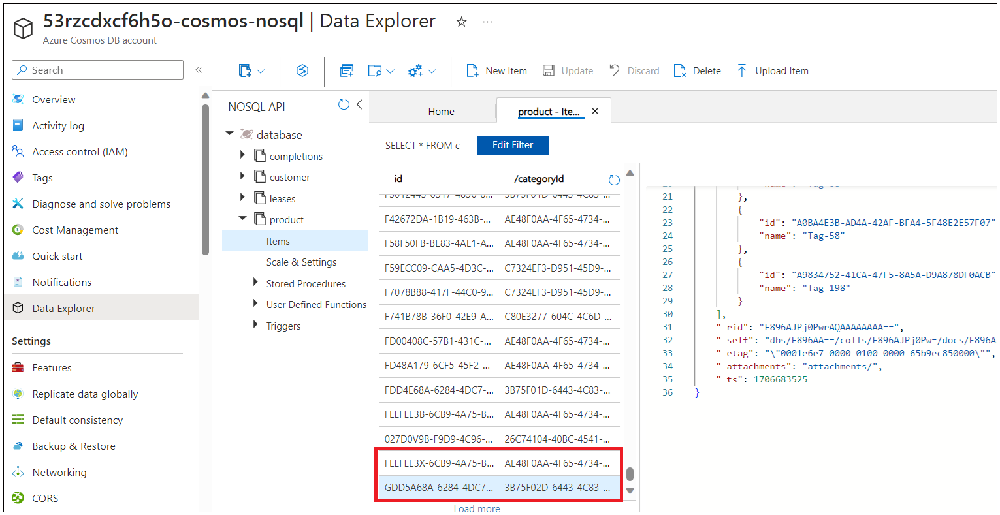 53rzcdxcf6h5o-cosmos-nosql | Data Explorer
Azure Cosmos DB account
Search
New Item
Update
Discard
Delete
Upload Item
Overview
Activity log
Access control (IAM)
Tags
Diagnose and solve problems
Cost Management
Quick start
Notifications
Data Explorer
Settings
Features
Replicate data globally
Default consistency
Backup & Restore
Networking
CORS
NOSQL API
database
completions
customer
leases
product
Items
Scale & Settings
Stored Procedures
User Defined Functions
Triggers
Home
product - Ite...
SELECT * FROM c
Edit Filter
id /categoryId
F42672DA-1B19-463B-... AE48F0AA-4F65-4734-...
F58F50FB-BE83-4AE1-A... AE48F0AA-4F65-4734-...
F59ECC09-CAA5-4D3C-... C7324EF3-D951-45D9-...
F7078B88-417F-44C0-9... C7324EF3-D951-45D9-...
F741B78B-36F0-42E9-A... C80E3277-604C-4C6D-...
FD00408C-57B1-431C-... AE48F0AA-4F65-4734-...
FD48A179-6CF5-45F2-... AE48F0AA-4F65-4734-...
FDD4E68A-6284-4DC7-... 3B75F01D-6443-4C83-...
FEEFEE3B-6CB9-4A75-B... AE48F0AA-4F65-4734-...
027D0V9B-F9D9-4C96-... 26C74104-40BC-4541-...
FEEFEE3X-6CB9-4A75-B... AE48F0AA-4F65-4734-...
GDD5A68A-6284-4DC7... 3B75F02D-6443-4C83-...
Load more
21 },
22 {
23 "id": "A0BA4E3B-AD4A-42AF-BFA4-5F48E2E57F07"
24 "name": "Tag-58"
25 },
26 {
27 "id": "A9834752-41CA-47F5-8A5A-D9A878DF0ACB"
28 "name": "Tag-198"
29 }
30 ],
31 "_rid": "F896AJPj0PwrAQAAAAAAAA==",
32 "_self": "dbs/F896AA==/colls/F896AJPj0Pw=/docs/F896A
33 "_etag": "\"0001e6e7-0000-0100-0000-65b9ec850000\"",
34 "_attachments": "attachments/",
35 "_ts": 1706683525
36 }